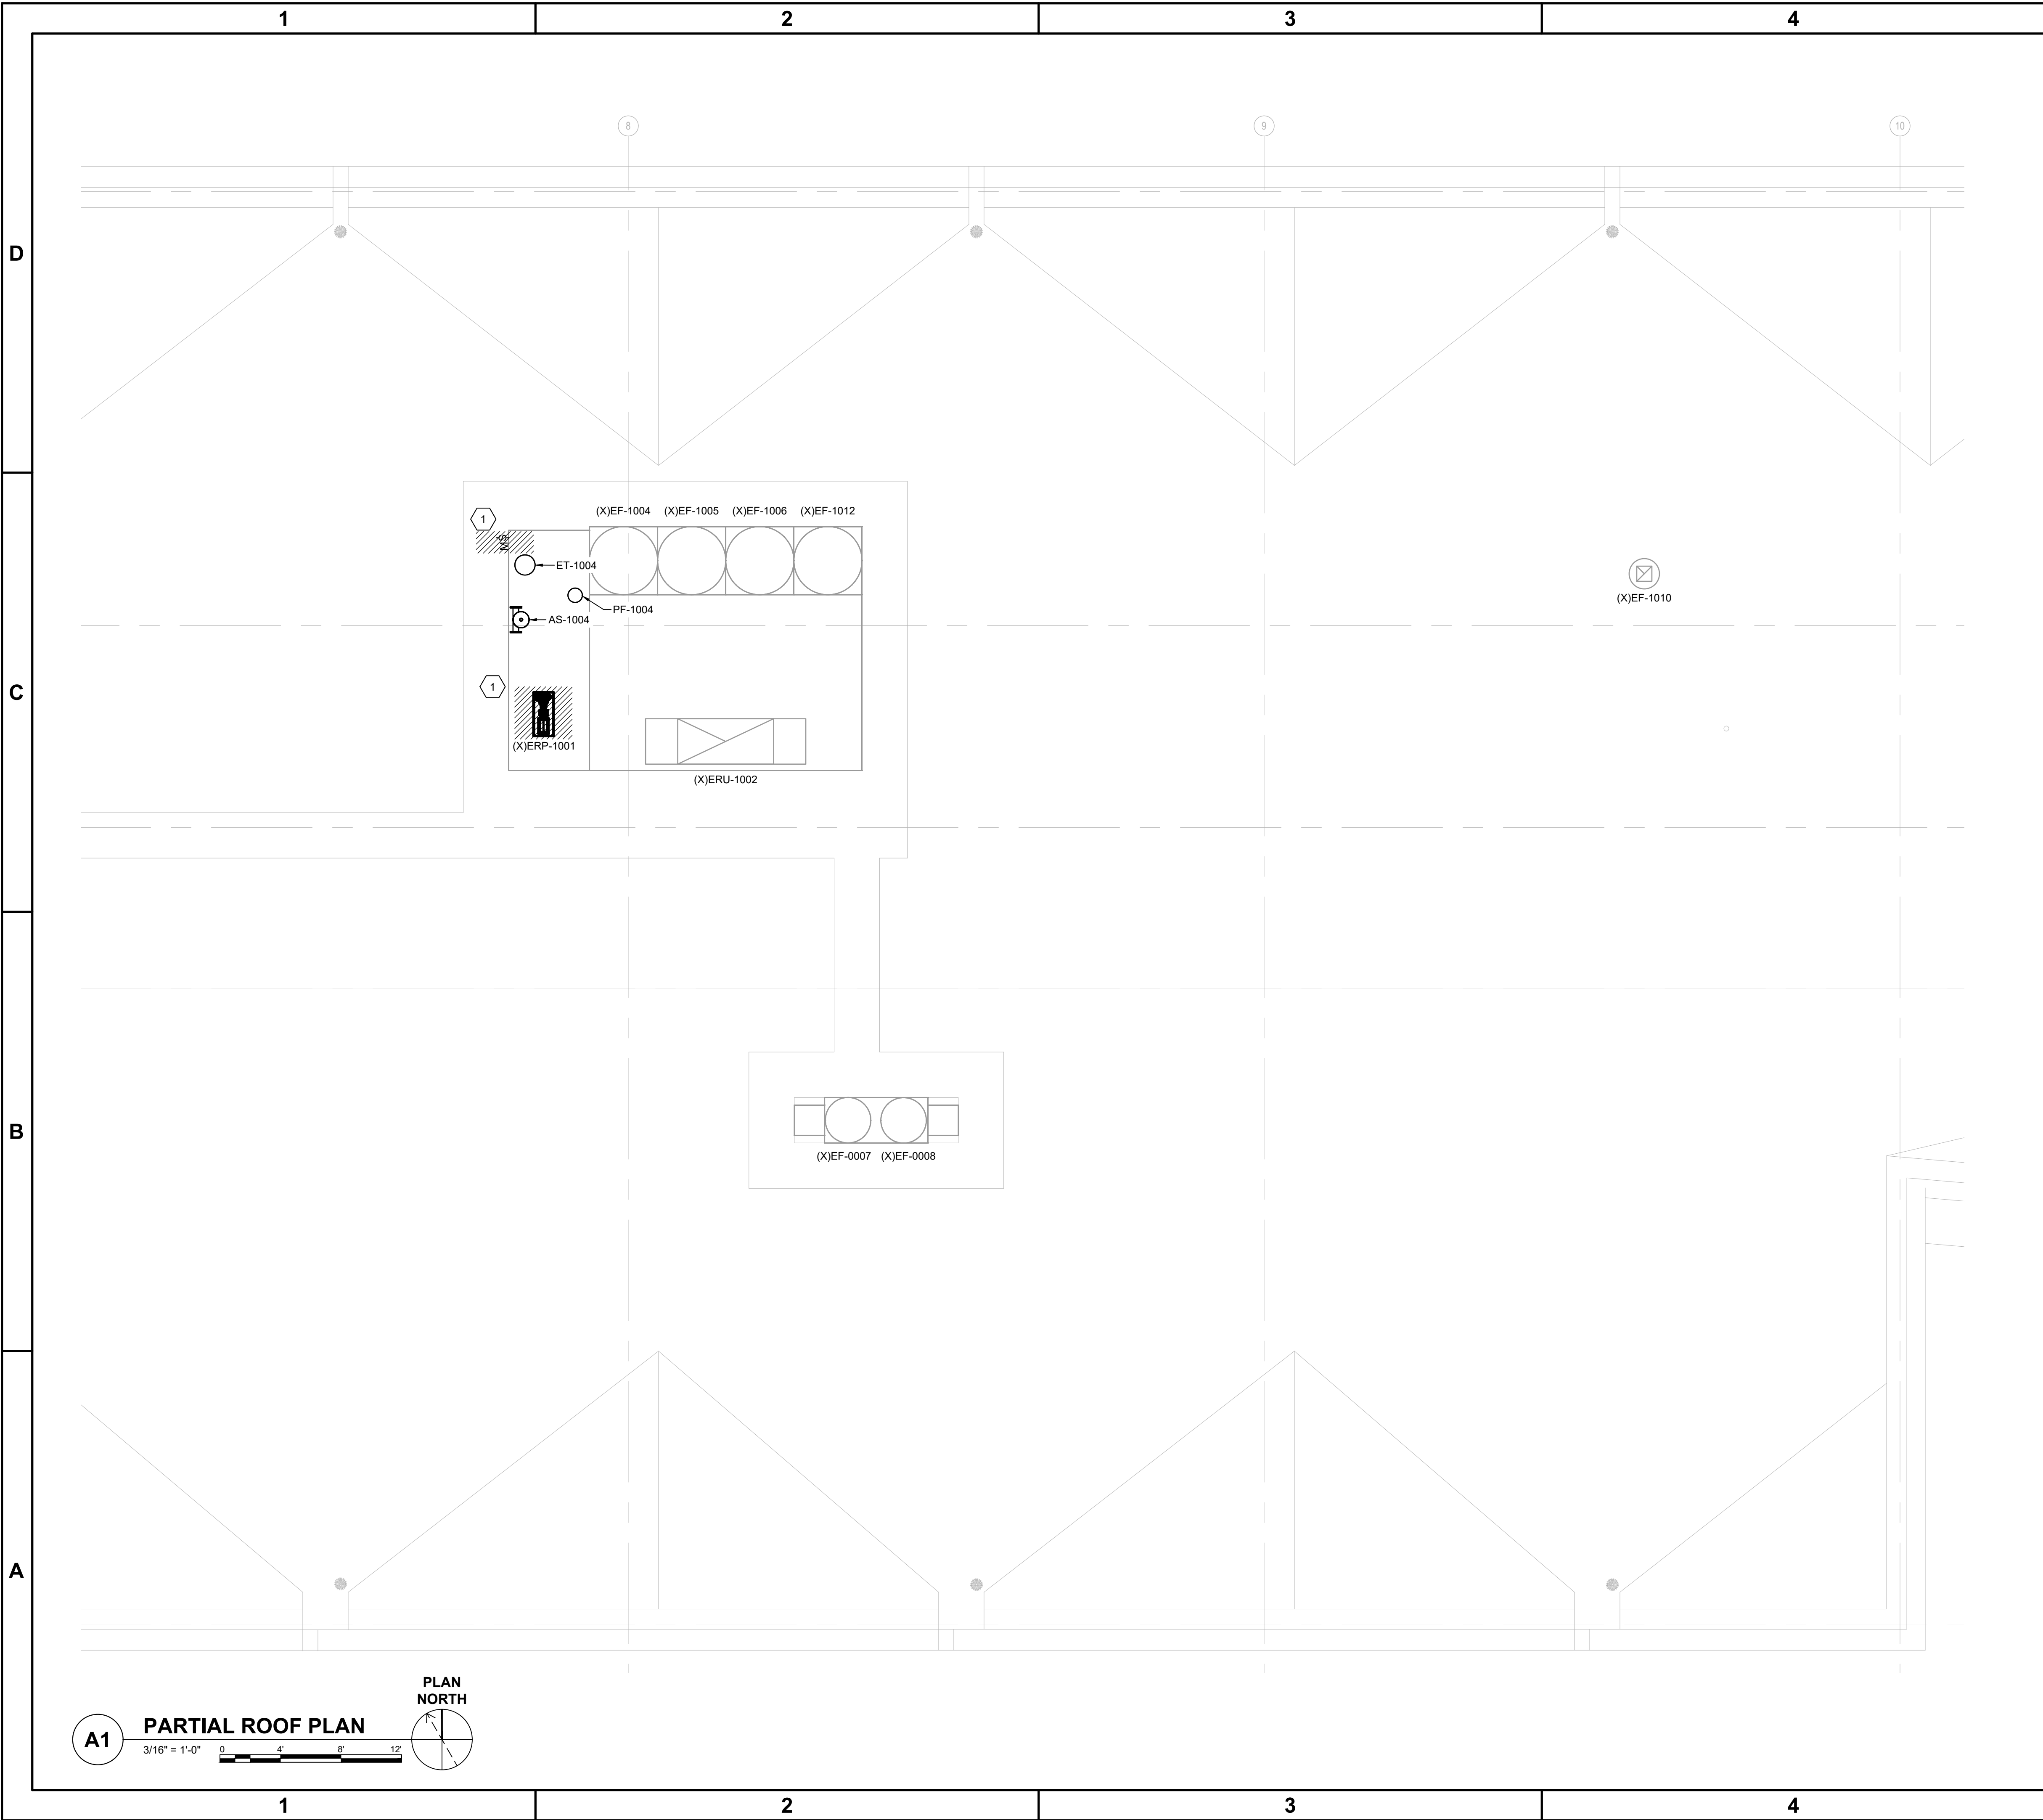 1 2 3 4
8 9 10
D
(X)EF-1004 (X)EF-1005 (X)EF-1006 (X)EF-1012
1
MS
ET-1004
PF-1004
AS-1004
(X)EF-1010
C
1
(X)ERP-1001
(X)ERU-1002
B
(X)EF-0007 (X)EF-0008
A
PLAN
NORTH
A1
PARTIAL ROOF PLAN
3/16" = 1'-0"
0 4' 8' 12'
1 2 3 4